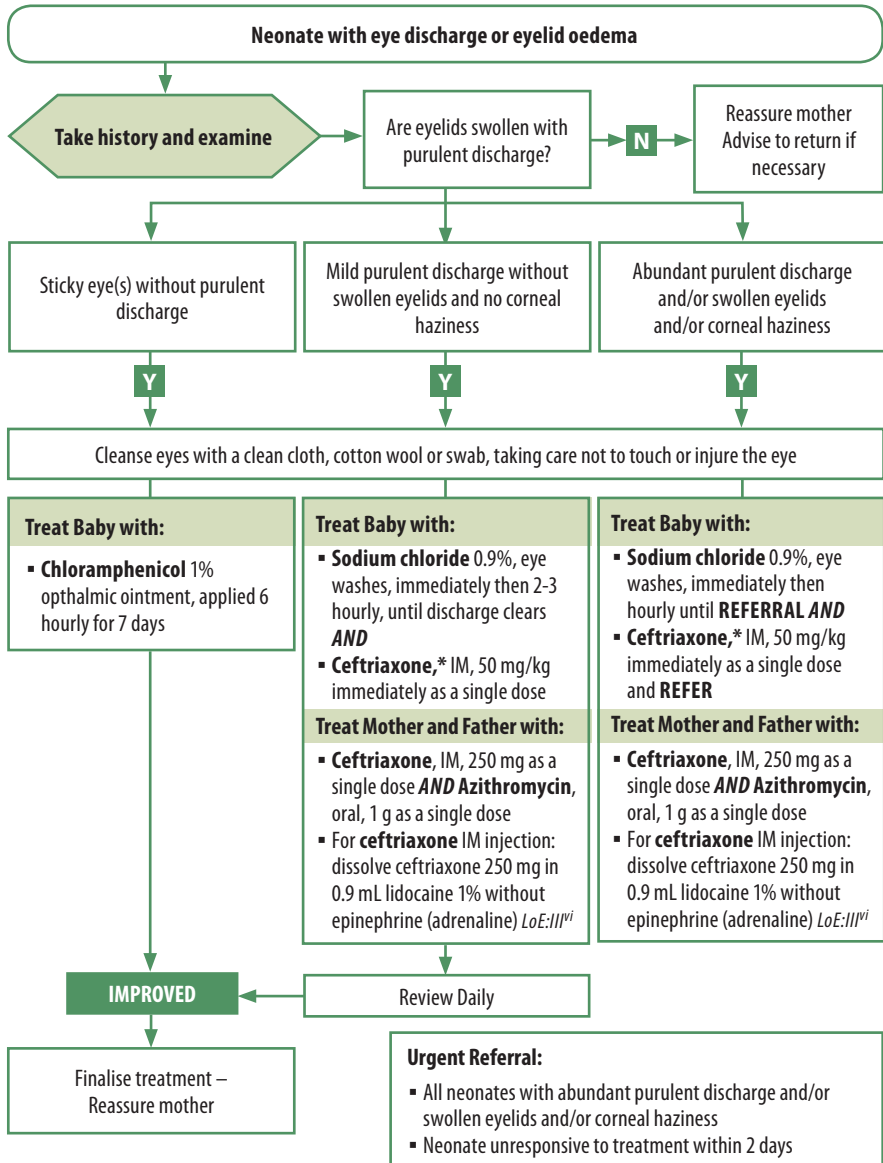 Neonate with eye discharge or eyelid oedema
Take history and examine
Are eyelids swollen with
purulent discharge?
N
Reassure mother
Advise to return if
necessary
Sticky eye(s) without purulent
discharge
Mild purulent discharge without
swollen eyelids and no corneal
haziness
Abundant purulent discharge
and/or swollen eyelids
and/or corneal haziness
Y
Y
Y
Cleanse eyes with a clean cloth, cotton wool or swab, taking care not to touch or injure the eye
Treat Baby with:
▪ Chloramphenicol 1%
opthalmic ointment, applied 6
hourly for 7 days
Treat Baby with:
▪ Sodium chloride 0.9%, eye
washes, immediately then 2-3
hourly, until discharge clears
AND
▪ Ceftriaxone,* IM, 50 mg/kg
immediately as a single dose
Treat Mother and Father with:
▪ Ceftriaxone, IM, 250 mg as a
single dose AND Azithromycin,
oral, 1 g as a single dose
▪ For ceftriaxone IM injection:
dissolve ceftriaxone 250 mg in
0.9 mL lidocaine 1% without
epinephrine (adrenaline) LoE:IIIvi
Treat Baby with:
▪ Sodium chloride 0.9%, eye
washes, immediately then
hourly until REFERRAL AND
▪ Ceftriaxone,* IM, 50 mg/kg
immediately as a single dose
and REFER
Treat Mother and Father with:
▪ Ceftriaxone, IM, 250 mg as a
single dose AND Azithromycin,
oral, 1 g as a single dose
▪ For ceftriaxone IM injection:
dissolve ceftriaxone 250 mg in
0.9 mL lidocaine 1% without
epinephrine (adrenaline) LoE:IIIvi
IMPROVED
Review Daily
Finalise treatment –
Reassure mother
Urgent Referral:
▪ All neonates with abundant purulent discharge and/or
swollen eyelids and/or corneal haziness
▪ Neonate unresponsive to treatment within 2 days